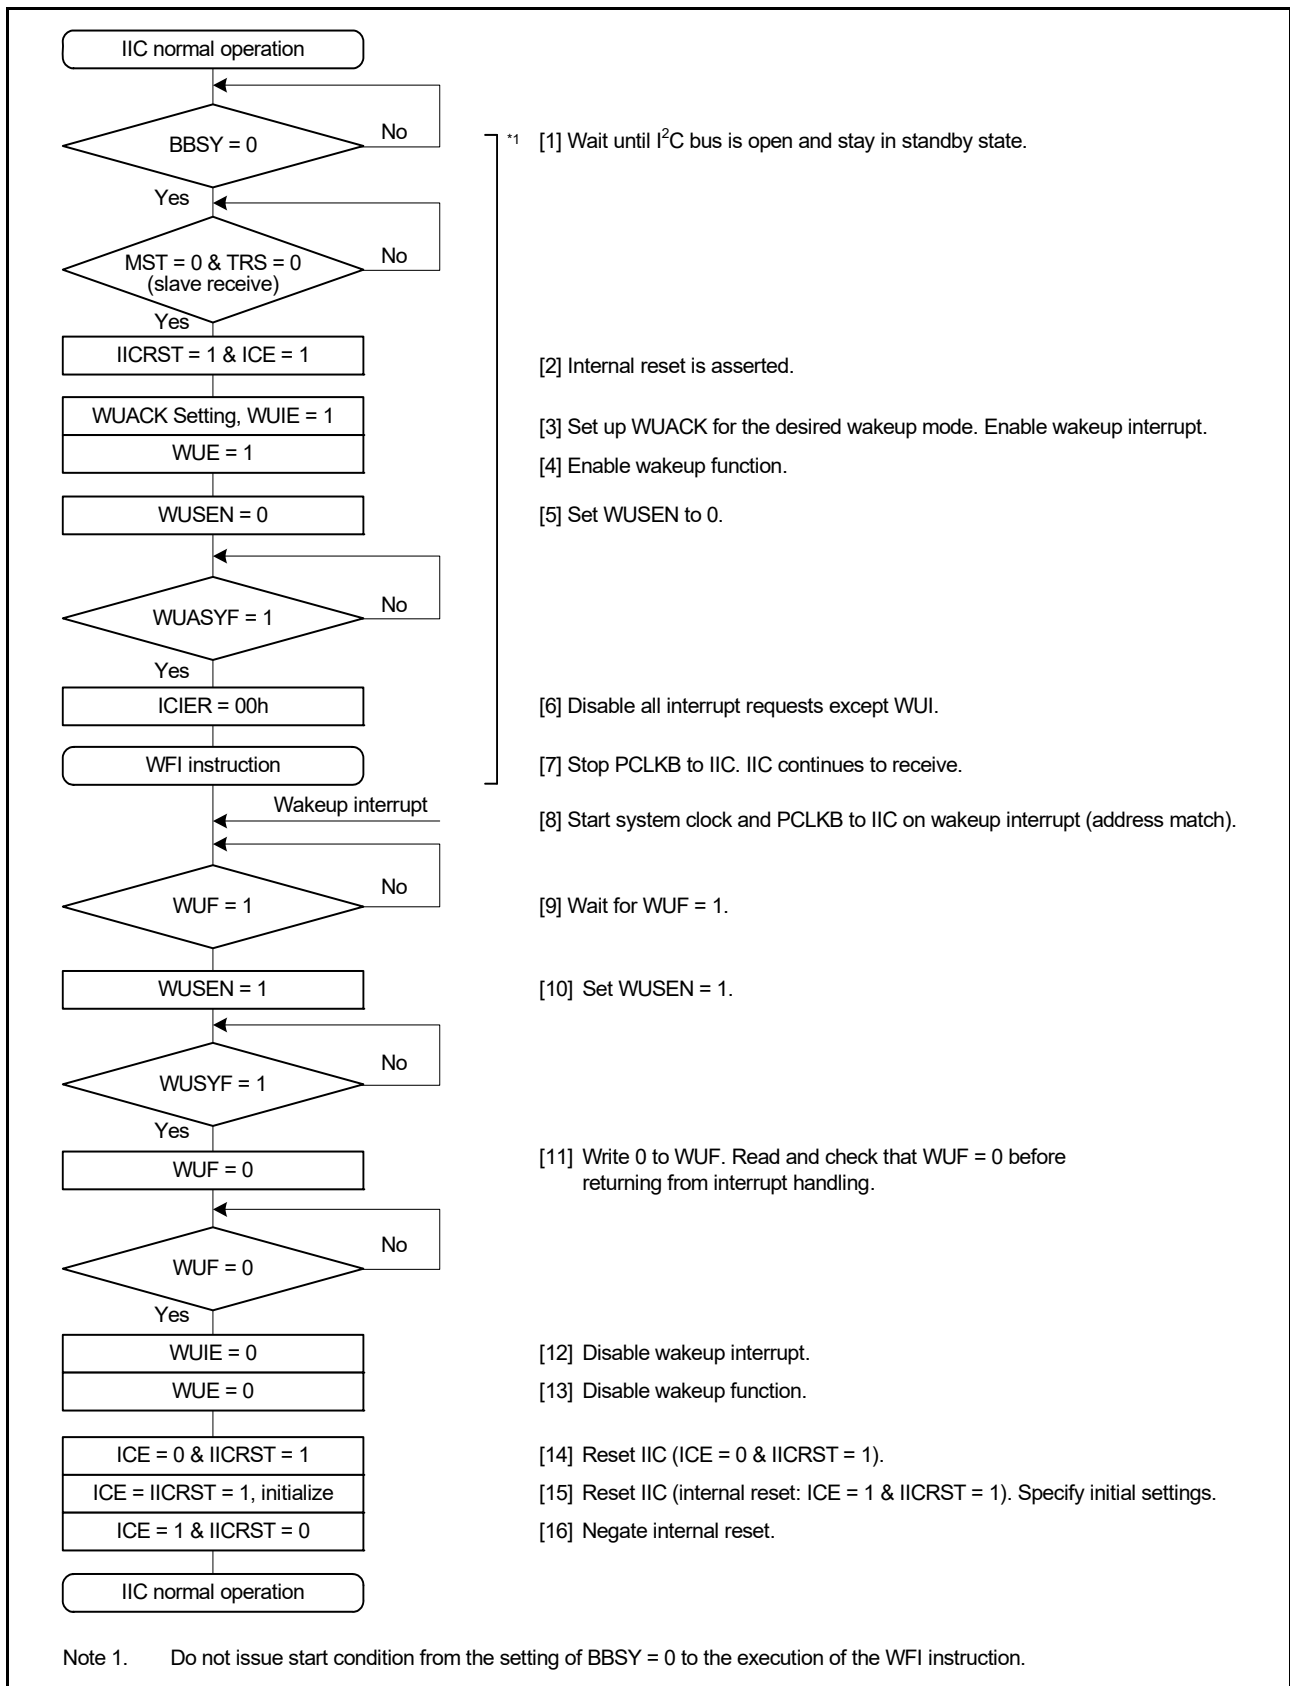 IIC normal operation
BBSY = 0
No
*1
[1] Wait until I²C bus is open and stay in standby state.
Yes
MST = 0 & TRS = 0
(slave receive)
No
Yes
IICRST = 1 & ICE = 1
[2] Internal reset is asserted.
WUACK Setting, WUIE = 1
[3] Set up WUACK for the desired wakeup mode. Enable wakeup interrupt.
WUE = 1
[4] Enable wakeup function.
WUSEN = 0
[5] Set WUSEN to 0.
WUASYF = 1
No
Yes
ICIER = 00h
[6] Disable all interrupt requests except WUI.
WFI instruction
[7] Stop PCLKB to IIC. IIC continues to receive.
Wakeup interrupt
[8] Start system clock and PCLKB to IIC on wakeup interrupt (address match).
WUF = 1
No
[9] Wait for WUF = 1.
WUSEN = 1
[10] Set WUSEN = 1.
WUSYF = 1
No
Yes
WUF = 0
[11] Write 0 to WUF. Read and check that WUF = 0 before
returning from interrupt handling.
WUF = 0
No
Yes
WUIE = 0
[12] Disable wakeup interrupt.
WUE = 0
[13] Disable wakeup function.
ICE = 0 & IICRST = 1
[14] Reset IIC (ICE = 0 & IICRST = 1).
ICE = IICRST = 1, initialize
[15] Reset IIC (internal reset: ICE = 1 & IICRST = 1). Specify initial settings.
ICE = 1 & IICRST = 0
[16] Negate internal reset.
IIC normal operation
Note 1. Do not issue start condition from the setting of BBSY = 0 to the execution of the WFI instruction.